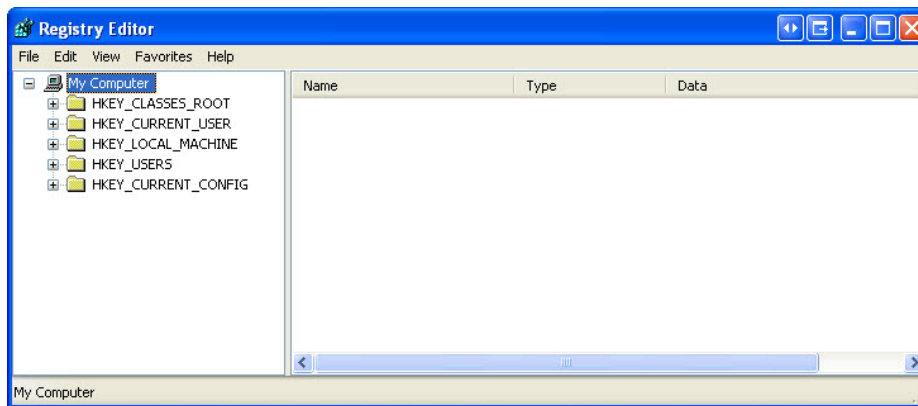 Registry Editor
File Edit View Favorites Help
My Computer
HKEY_CLASSES_ROOT
HKEY_CURRENT_USER
HKEY_LOCAL_MACHINE
HKEY_USERS
HKEY_CURRENT_CONFIG
Name Type Data
My Computer